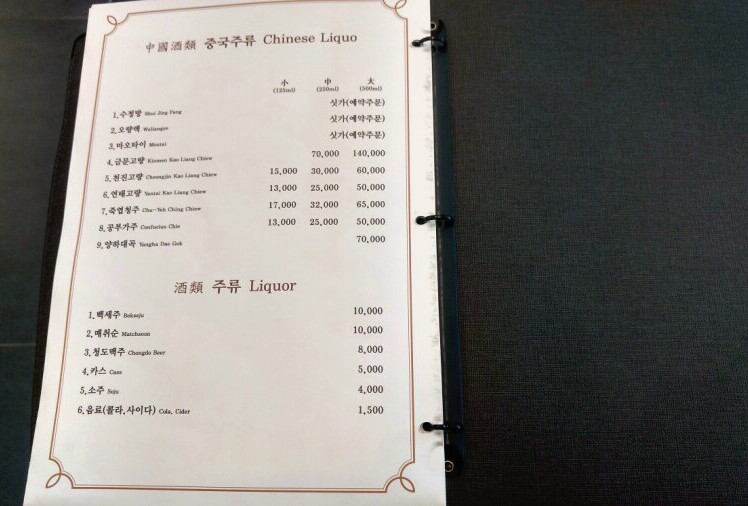 中國酒類 중국주류 Chinese Liquo
小 中 大
(125ml) (250ml) (500ml)
1.수정방 Shui Jing Fang 싯가(예약주문)
2.오량액 Wuliangye 싯가(예약주문)
3.마오타이 Moutai 싯가(예약주문)
4.금문고량 Kinmen Kao Liang Chiew 70,000 140,000
5.천진고량 Cheongjin Kao Liang Chiew 15,000 30,000 60,000
6.연태고량 Yantai Kao Liang Chiew 13,000 25,000 50,000
7.죽엽청주 Chu-Yeh Ching Chiew 17,000 32,000 65,000
8.공부가주 Confucius 13,000 25,000 50,000
9.양하대곡 Yangha Dae Gok 70,000
酒類 주류 Liquor
1.백세주 Bekseju 10,000
2.매취순 Matchsoon 10,000
3.청도맥주 Chongdo Beer 8,000
4.카스 Cass 5,000
5.소주 Soju 4,000
6.음료(콜라,사이다) Cola, Cider 1,500